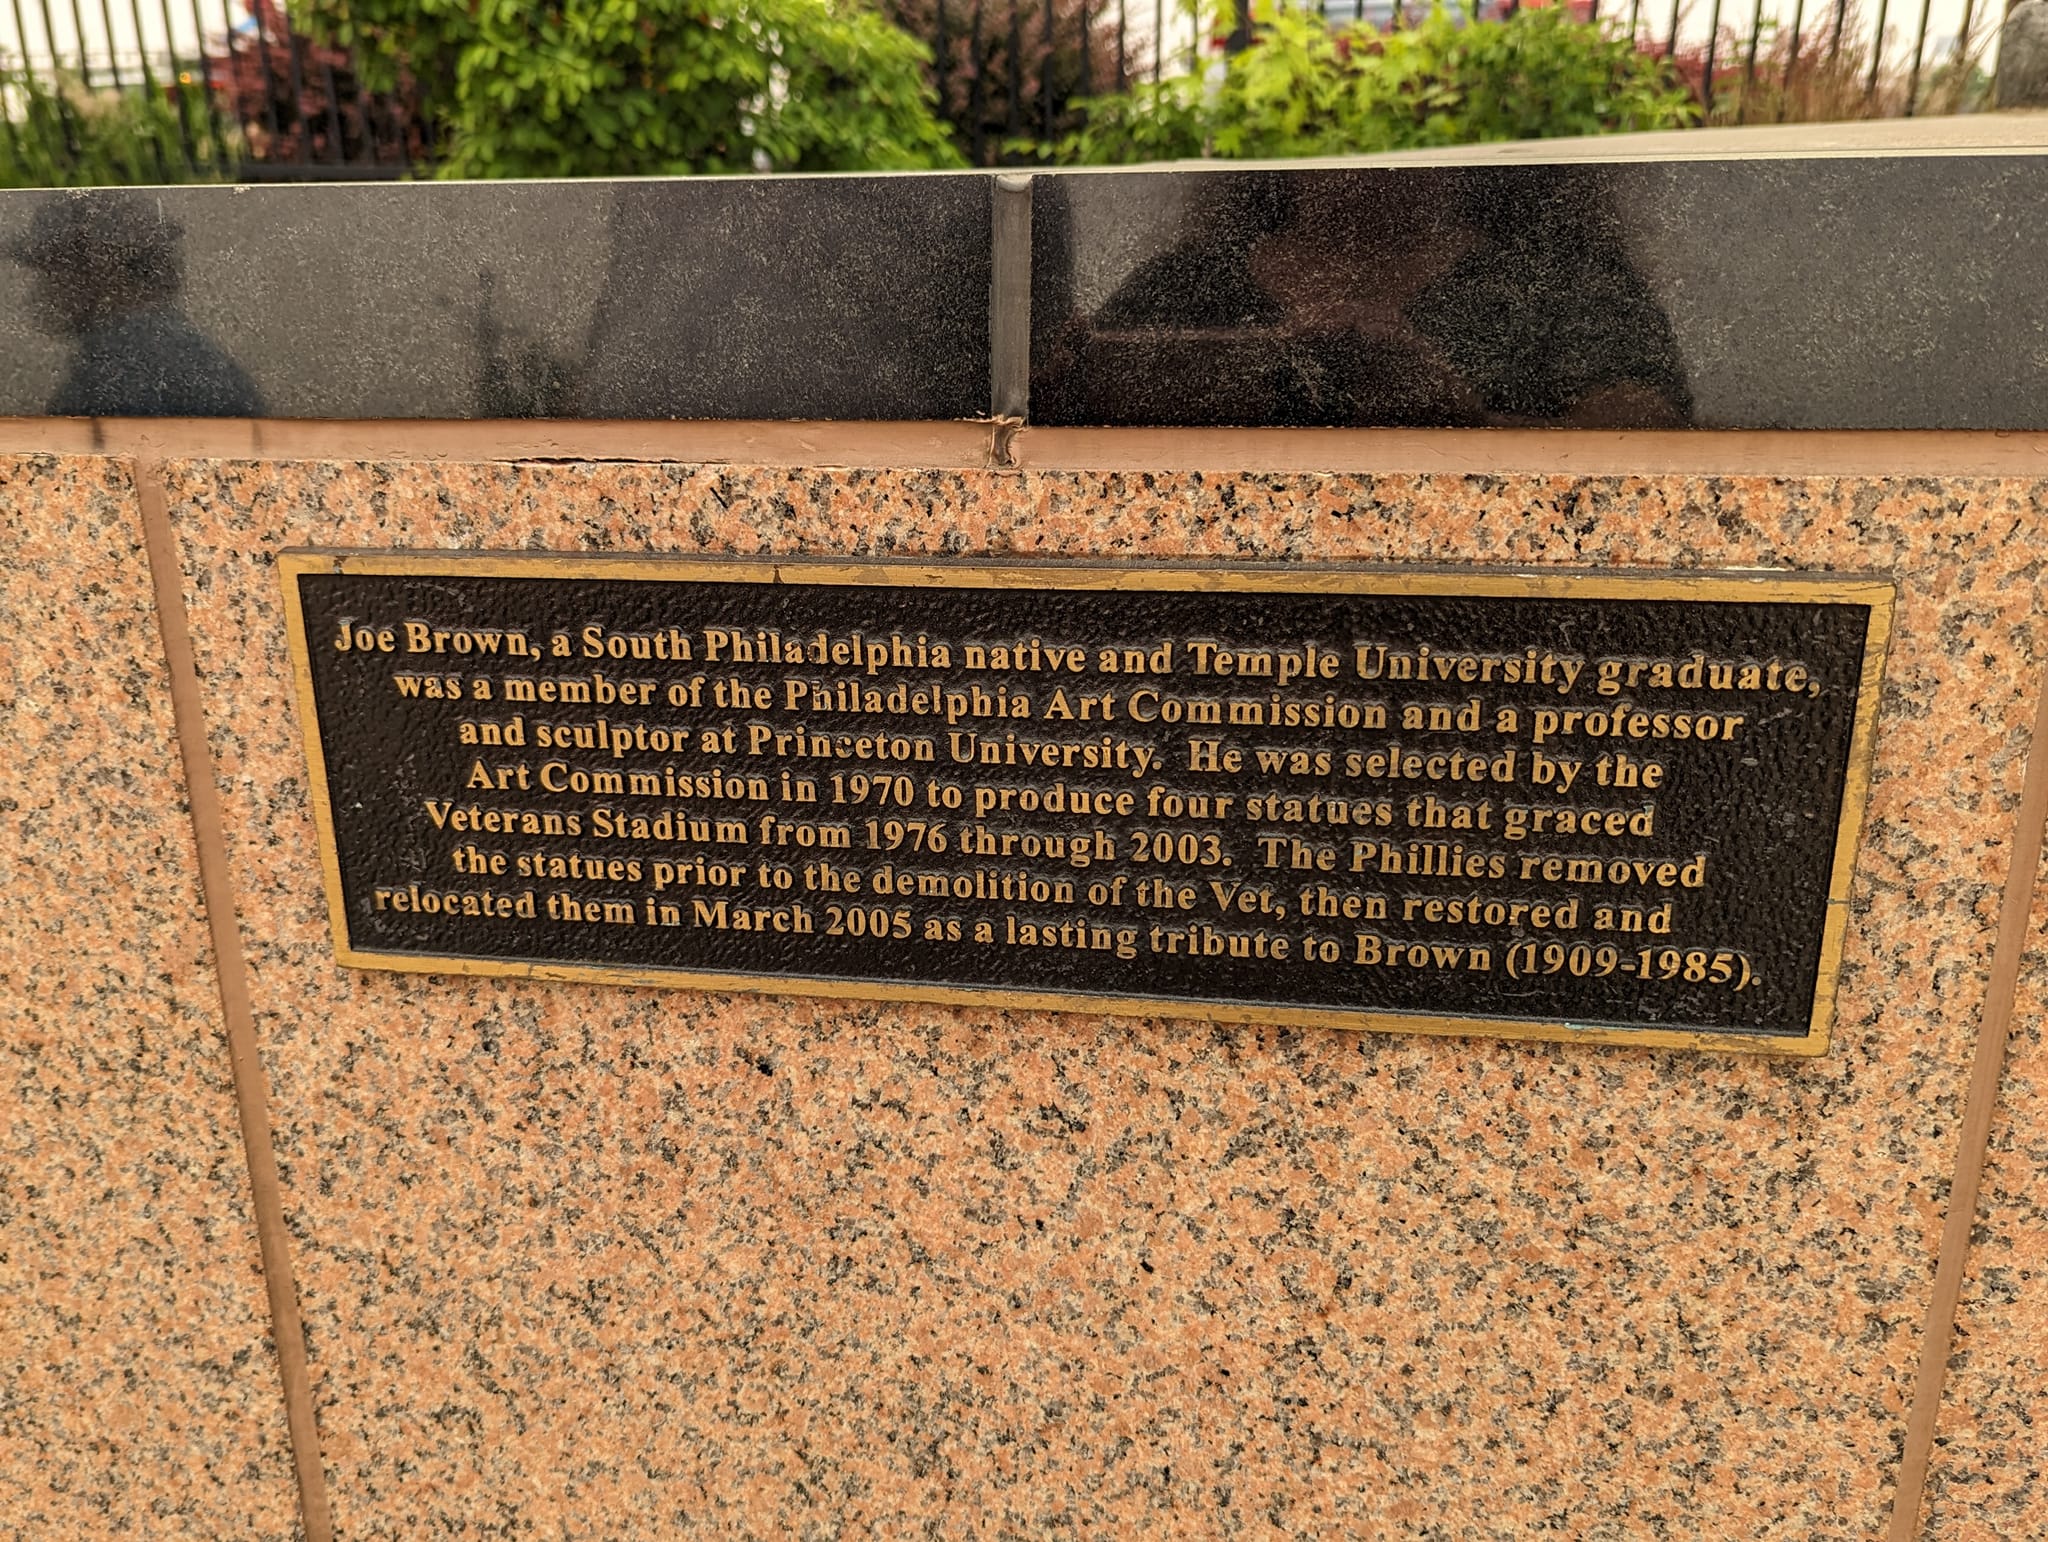 Joe Brown, a South Philadelphia native and Temple University graduate,
was a member of the Philadelphia Art Commission and a professor
and sculptor at Princeton University. He was selected by the
Art Commission in 1970 to produce four statues that graced
Veterans Stadium from 1976 through 2003. The Phillies removed
the statues prior to the demolition of the Vet, then restored and
relocated them in March 2005 as a lasting tribute to Brown (1909-1985).